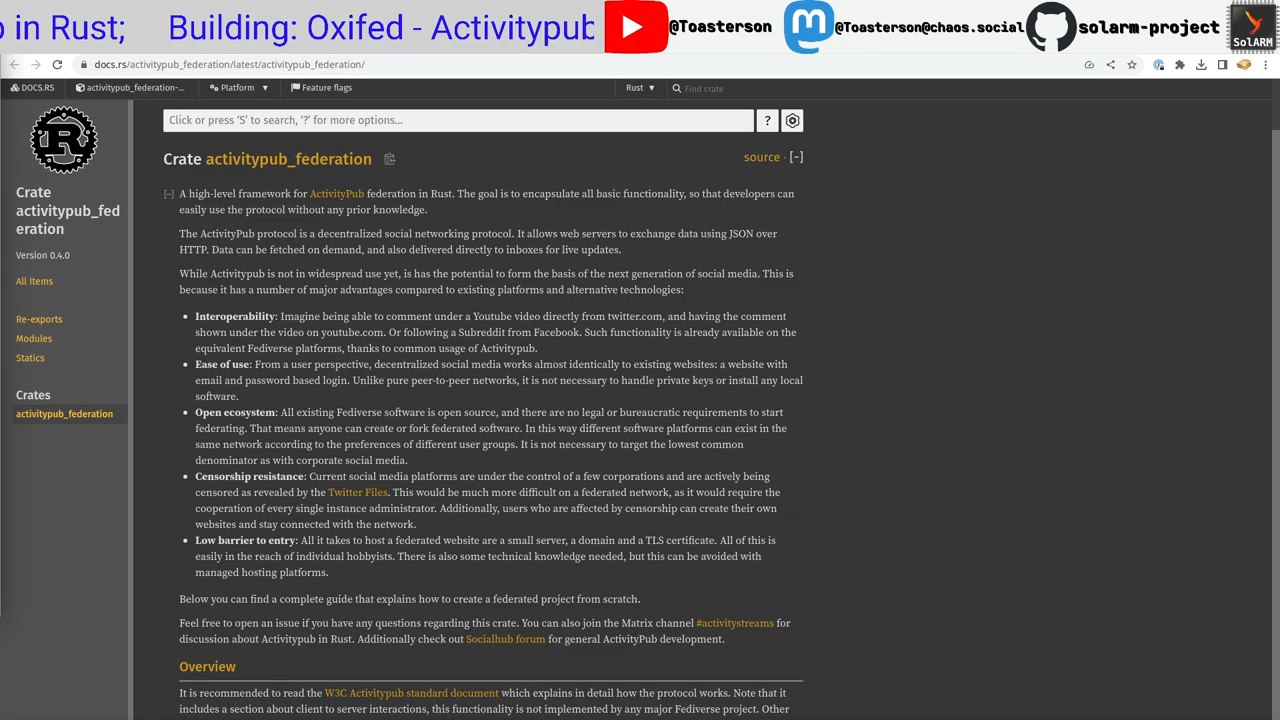 p in Rust;     Building: Oxifed - Activitypub
@Toasterson
@Toasterson@chaos.social
solarm-project
SolARM
docs.rs/activitypub_federation/latest/activitypub_federation/
DOCS.RS
activitypub_federation-...
Platform
Feature flags
Rust
Find crate
Click or press ‘S’ to search, ‘?’ for more options…
?
Crate activitypub_federation
source · [−]
Crate
activitypub_fed
eration
Version 0.4.0
All Items
Re-exports
Modules
Statics
Crates
activitypub_federation
[−] A high-level framework for ActivityPub federation in Rust. The goal is to encapsulate all basic functionality, so that developers can
easily use the protocol without any prior knowledge.
The ActivityPub protocol is a decentralized social networking protocol. It allows web servers to exchange data using JSON over
HTTP. Data can be fetched on demand, and also delivered directly to inboxes for live updates.
While Activitypub is not in widespread use yet, is has the potential to form the basis of the next generation of social media. This is
because it has a number of major advantages compared to existing platforms and alternative technologies:
• Interoperability: Imagine being able to comment under a Youtube video directly from twitter.com, and having the comment
shown under the video on youtube.com. Or following a Subreddit from Facebook. Such functionality is already available on the
equivalent Fediverse platforms, thanks to common usage of Activitypub.
• Ease of use: From a user perspective, decentralized social media works almost identically to existing websites: a website with
email and password based login. Unlike pure peer-to-peer networks, it is not necessary to handle private keys or install any local
software.
• Open ecosystem: All existing Fediverse software is open source, and there are no legal or bureaucratic requirements to start
federating. That means anyone can create or fork federated software. In this way different software platforms can exist in the
same network according to the preferences of different user groups. It is not necessary to target the lowest common
denominator as with corporate social media.
• Censorship resistance: Current social media platforms are under the control of a few corporations and are actively being
censored as revealed by the Twitter Files. This would be much more difficult on a federated network, as it would require the
cooperation of every single instance administrator. Additionally, users who are affected by censorship can create their own
websites and stay connected with the network.
• Low barrier to entry: All it takes to host a federated website are a small server, a domain and a TLS certificate. All of this is
easily in the reach of individual hobbyists. There is also some technical knowledge needed, but this can be avoided with
managed hosting platforms.
Below you can find a complete guide that explains how to create a federated project from scratch.
Feel free to open an issue if you have any questions regarding this crate. You can also join the Matrix channel #activitystreams for
discussion about Activitypub in Rust. Additionally check out Socialhub forum for general ActivityPub development.
Overview
It is recommended to read the W3C Activitypub standard document which explains in detail how the protocol works. Note that it
includes a section about client to server interactions, this functionality is not implemented by any major Fediverse project. Other